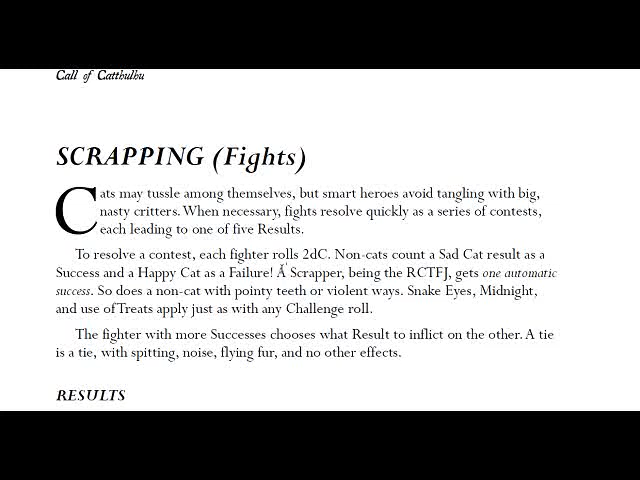 Call of Catthulhu
SCRAPPING (Fights)
Cats may tussle among themselves, but smart heroes avoid tangling with big,
nasty critters. When necessary, fights resolve quickly as a series of contests,
each leading to one of five Results.
To resolve a contest, each fighter rolls 2dC. Non-cats count a Sad Cat result as a
Success and a Happy Cat as a Failure! A Scrapper, being the RCTFJ, gets one automatic
success. So does a non-cat with pointy teeth or violent ways. Snake Eyes, Midnight,
and use of Treats apply just as with any Challenge roll.
The fighter with more Successes chooses what Result to inflict on the other. A tie
is a tie, with spitting, noise, flying fur, and no other effects.
RESULTS